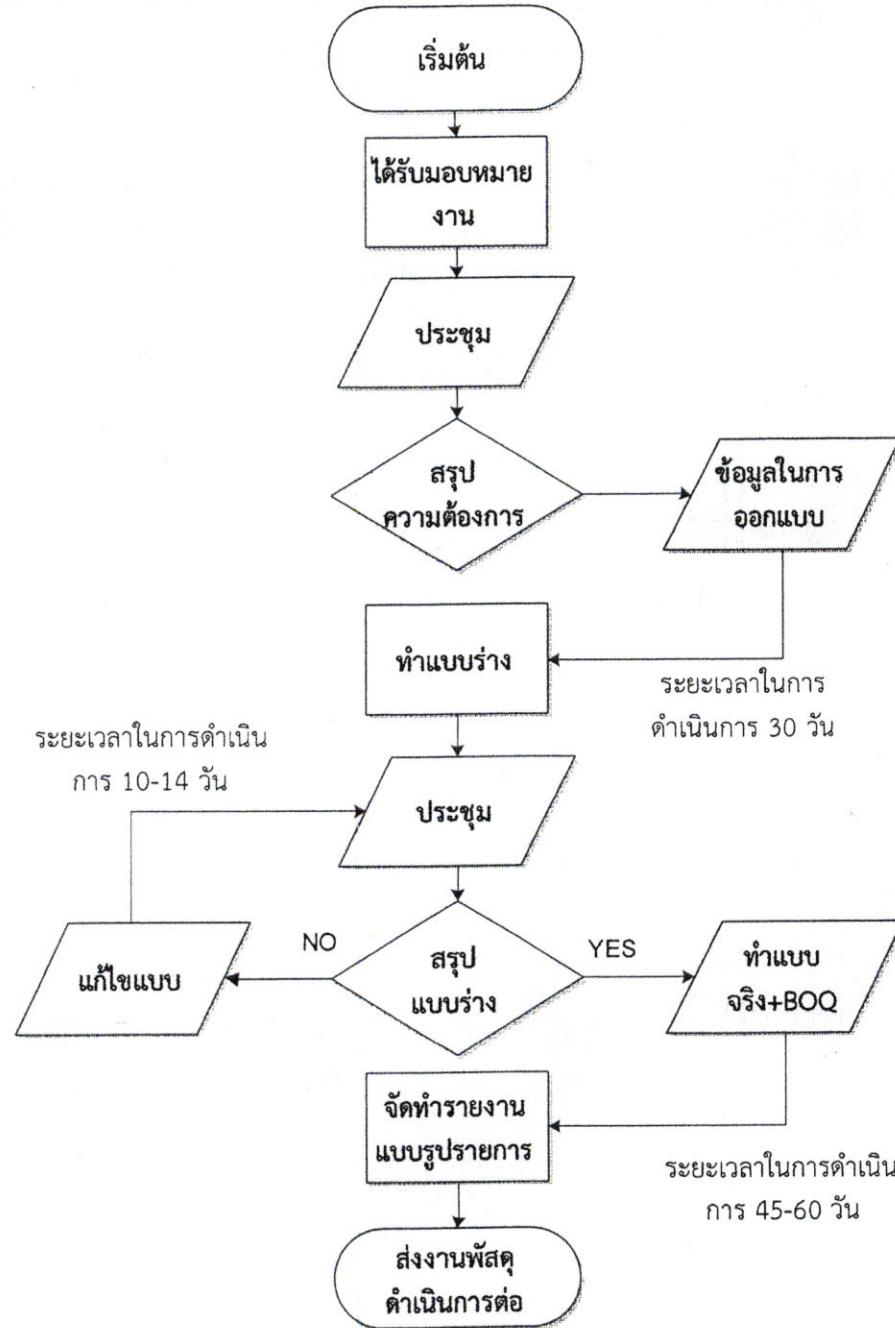 เริ่มต้น
ได้รับมอบหมาย
งาน
ประชุม
สรุป
ความต้องการ
ข้อมูลในการ
ออกแบบ
ทำแบบร่าง
ระยะเวลาในการ
ดำเนินการ 30 วัน
ระยะเวลาในการดำเนิน
การ 10-14 วัน
ประชุม
แก้ไขแบบ
NO
สรุป
แบบร่าง
YES
ทำแบบ
จริง+BOQ
จัดทำรายงาน
แบบรูปรายการ
ระยะเวลาในการดำเนิน
การ 45-60 วัน
ส่งงานพัสดุ
ดำเนินการต่อ